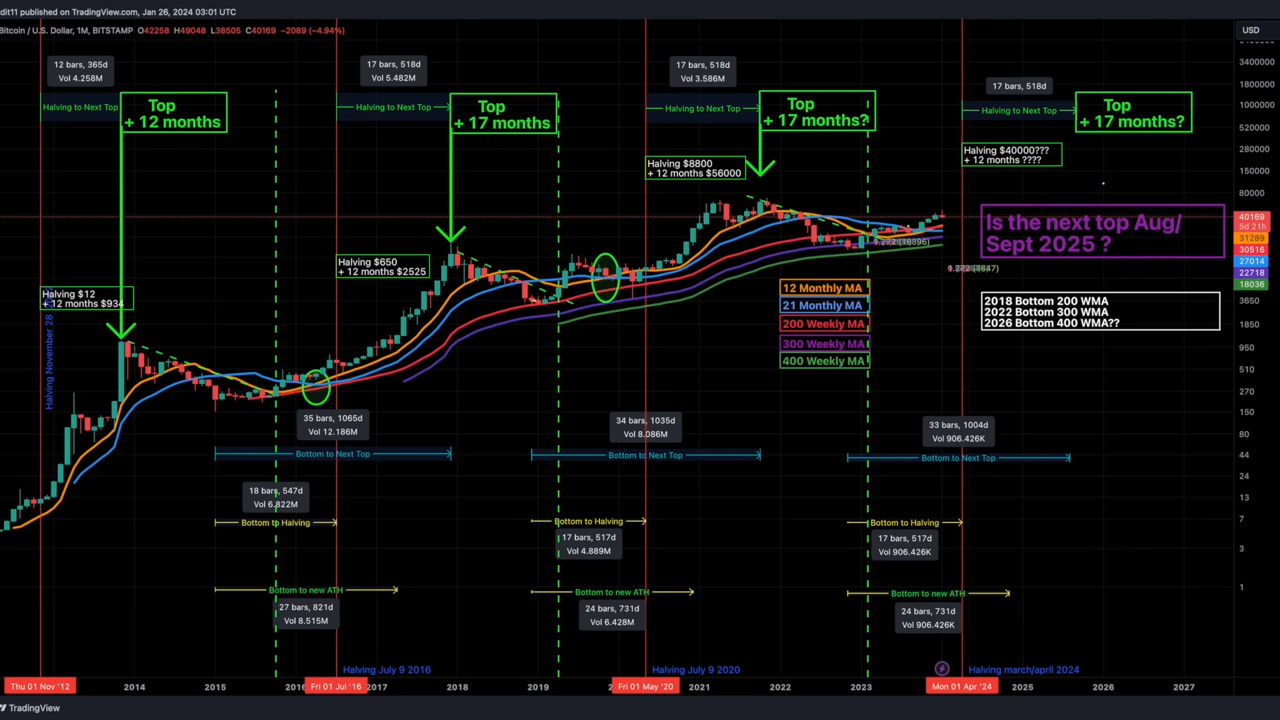 dit11 published on TradingView.com, Jan 26, 2024 03:01 UTC
Bitcoin / U.S. Dollar, 1M, BITSTAMP O42258 H49048 L38505 C40169 −2089 (−4.94%)
USD
12 bars, 365d
Vol 4.258M
17 bars, 518d
Vol 5.482M
17 bars, 518d
Vol 3.586M
17 bars, 518d
Halving to Next Top
Top
+ 12 months
Halving to Next Top
Top
+ 17 months
Halving to Next Top
Top
+ 17 months?
Halving to Next Top
Top
+ 17 months?
Halving $12
+ 12 months $934
Halving $650
+ 12 months $2525
Halving $8800
+ 12 months $56000
Halving $40000???
+ 12 months ????
Is the next top Aug/
Sept 2025 ?
2018 Bottom 200 WMA
2022 Bottom 300 WMA
2026 Bottom 400 WMA??
12 Monthly MA
21 Monthly MA
200 Weekly MA
300 Weekly MA
400 Weekly MA
Halving November 28
35 bars, 1065d
Vol 12.186M
34 bars, 1035d
Vol 8.086M
33 bars, 1004d
Vol 906.426K
Bottom to Next Top
Bottom to Next Top
Bottom to Next Top
18 bars, 547d
Vol 6.822M
Bottom to Halving
Bottom to Halving
17 bars, 517d
Vol 4.889M
Bottom to Halving
17 bars, 517d
Vol 906.426K
Bottom to new ATH
27 bars, 821d
Vol 8.515M
Bottom to new ATH
24 bars, 731d
Vol 6.428M
Bottom to new ATH
24 bars, 731d
Vol 906.426K
Halving July 9 2016
Halving July 9 2020
Halving march/april 2024
3400000
1800000
1000000
520000
280000
150000
80000
40169
5d 21h
31289
30516
27014
22718
18036
3650
1850
950
510
270
150
80
44
24
13
7
3
1
Thu 01 Nov '12
2014
2015
2016
Fri 01 Jul '16
2017
2018
2019
Fri 01 May '20
2021
2022
2023
Mon 01 Apr '24
2025
2026
2027
TradingView